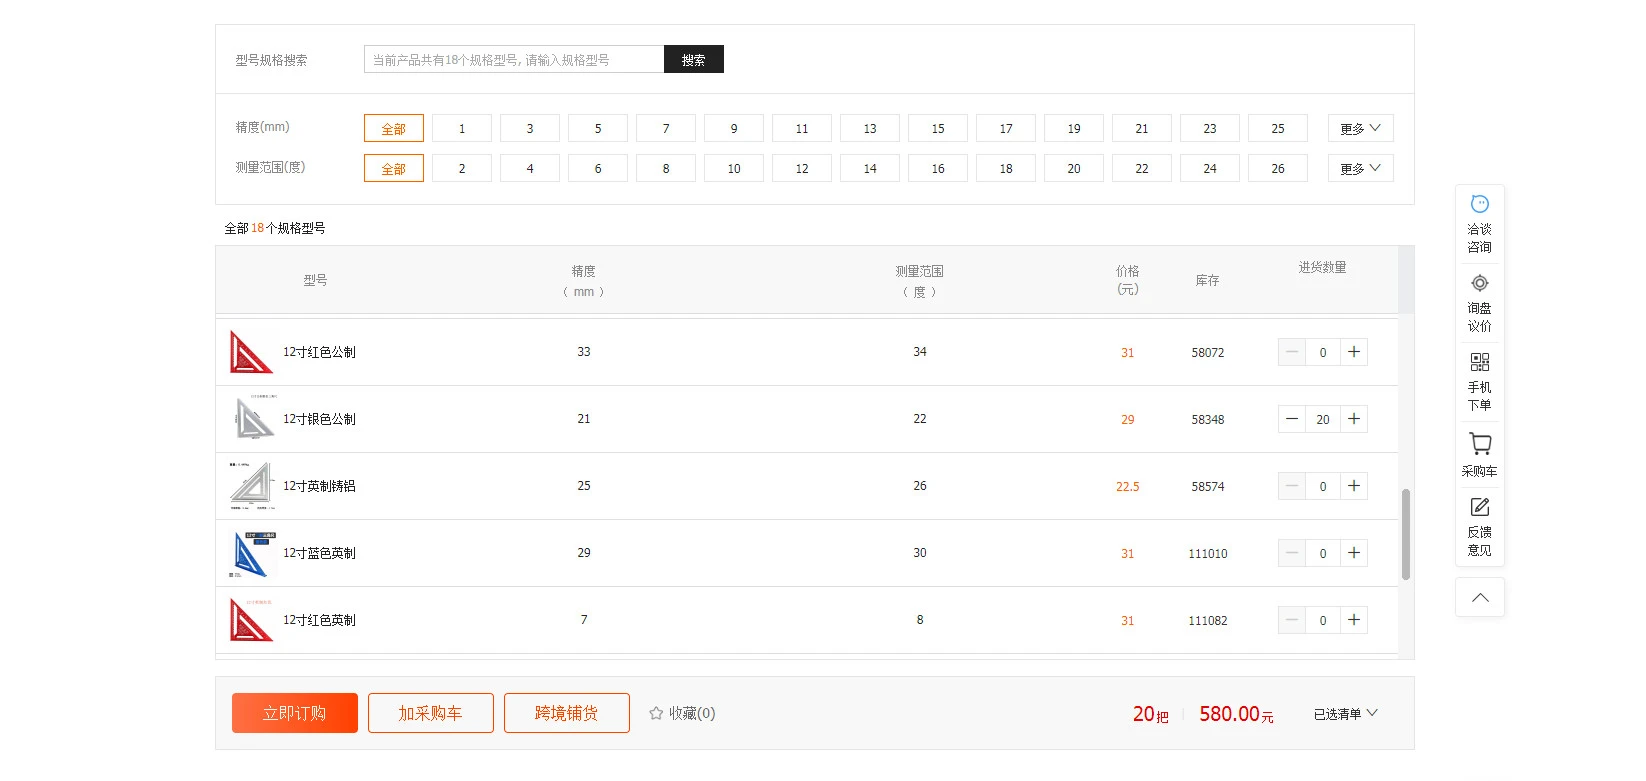 型号规格搜索 当前产品共有18个规格型号, 请输入规格型号 搜索
精度(mm) 全部 1 3 5 7 9 11 13 15 17 19 21 23 25 更多
测量范围(度) 全部 2 4 6 8 10 12 14 16 18 20 22 24 26 更多
全部 18 个规格型号
型号 精度 ( mm ) 测量范围 ( 度 ) 价格 (元) 库存 进货数量
12寸红色公制 33 34 31 58072 0
12寸银色公制 21 22 29 58348 20
12寸英制铸铝 25 26 22.5 58574 0
12寸蓝色英制 29 30 31 111010 0
12寸红色英制 7 8 31 111082 0
立即订购 加采购车 跨境铺货 收藏(0) 20把 580.00元 已选清单
洽谈
咨询
询盘
议价
手机
下单
采购车
反馈
意见